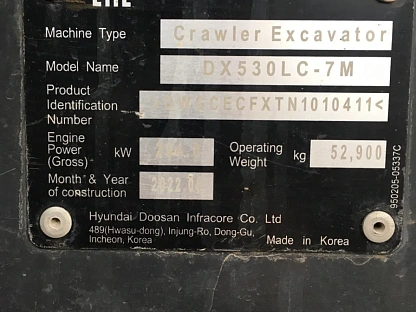 Machine Type Crawler Excavator
Model Name DX530LC-7M
Product
Identification
Number
Engine
Power kW
(Gross)
Operating
Weight kg 52,900
Month & Year
of construction
Hyundai Doosan Infracore Co. Ltd
489(Hwasu-dong), Injung-Ro, Dong-Gu,
Incheon, Korea Made in Korea
950205-05337C